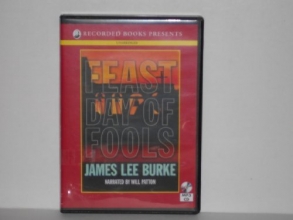 RECORDED BOOKS PRESENTS
FEAST
DAY OF
FOOLS
JAMES LEE BURKE
NARRATED BY WILL PATTON